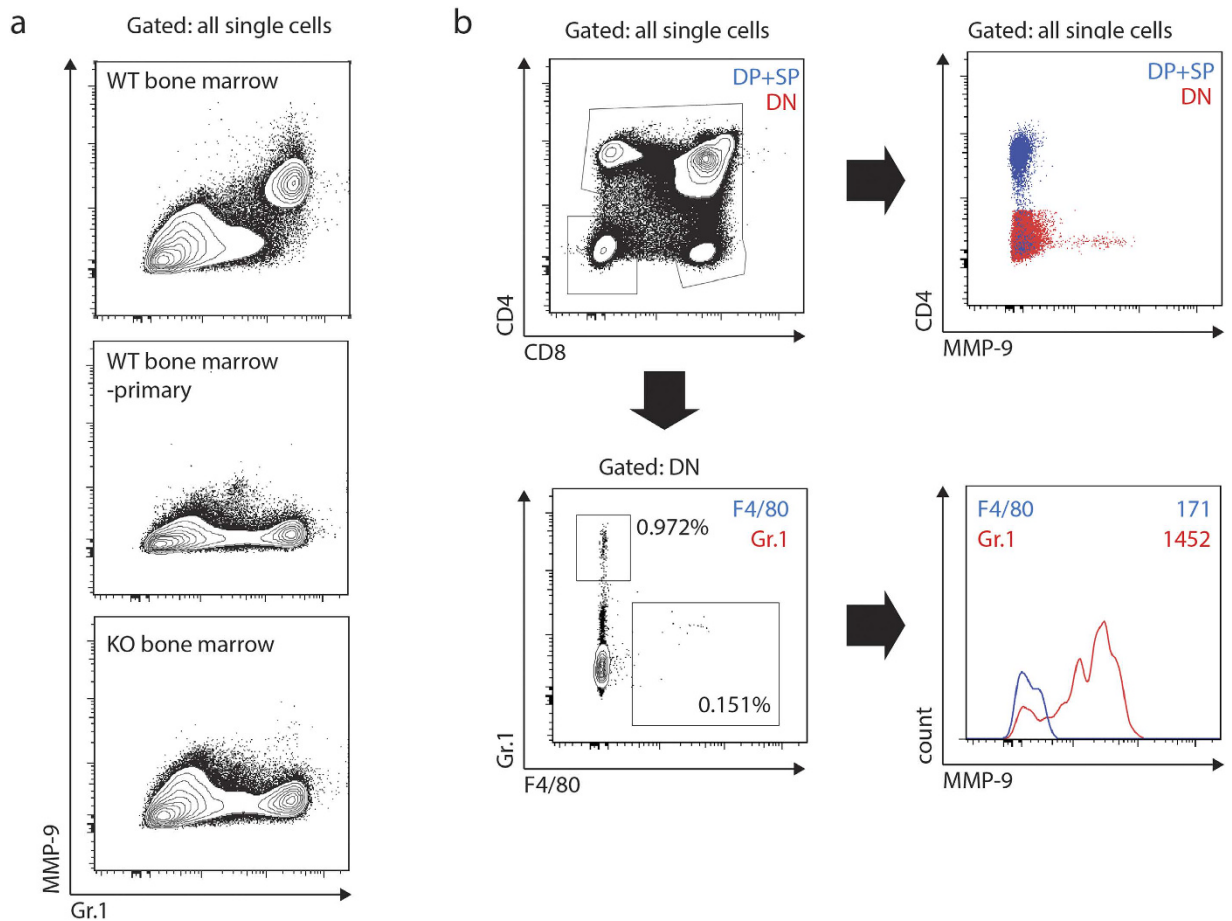 a
Gated: all single cells
WT bone marrow
WT bone marrow
-primary
KO bone marrow
MMP-9
Gr.1
b
Gated: all single cells
DP+SP
DN
CD4
CD8
Gated: all single cells
DP+SP
DN
CD4
MMP-9
Gated: DN
F4/80
Gr.1
0.972%
0.151%
Gr.1
F4/80
F4/80 171
Gr.1 1452
count
MMP-9